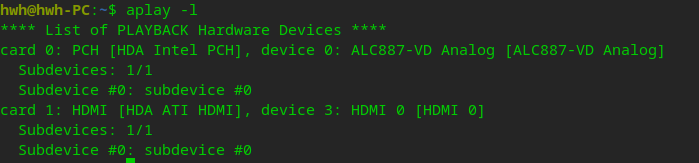 hwh@hwh-PC:~$ aplay -l
**** List of PLAYBACK Hardware Devices ****
card 0: PCH [HDA Intel PCH], device 0: ALC887-VD Analog [ALC887-VD Analog]
  Subdevices: 1/1
  Subdevice #0: subdevice #0
card 1: HDMI [HDA ATI HDMI], device 3: HDMI 0 [HDMI 0]
  Subdevices: 1/1
  Subdevice #0: subdevice #0